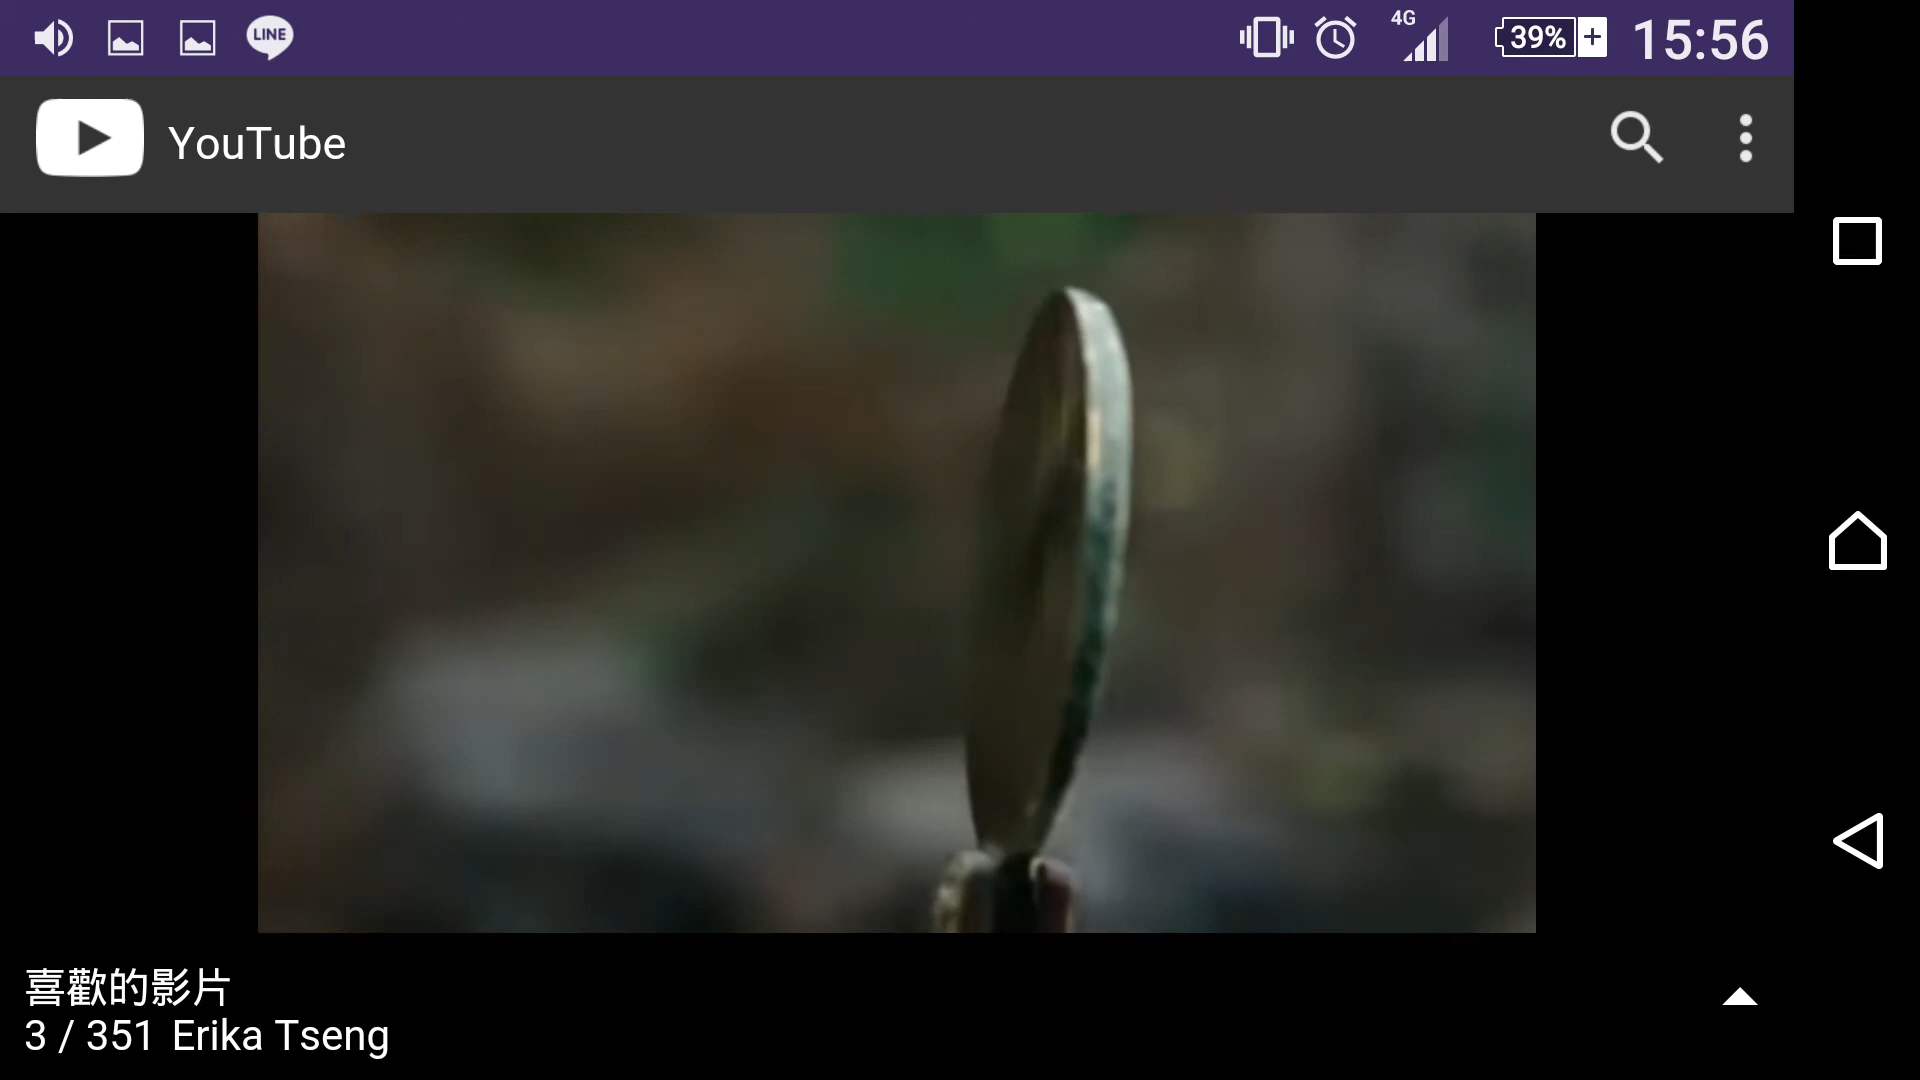 LINE
4G
39%
15:56
YouTube
喜歡的影片
3 / 351 Erika Tseng